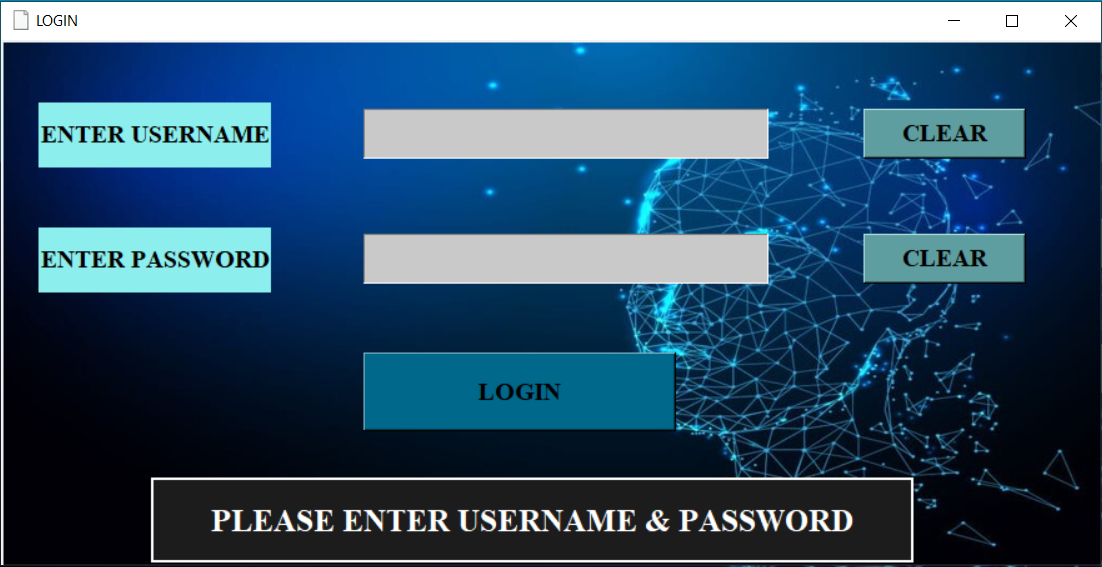 LOGIN
ENTER USERNAME
CLEAR
ENTER PASSWORD
CLEAR
LOGIN
PLEASE ENTER USERNAME & PASSWORD